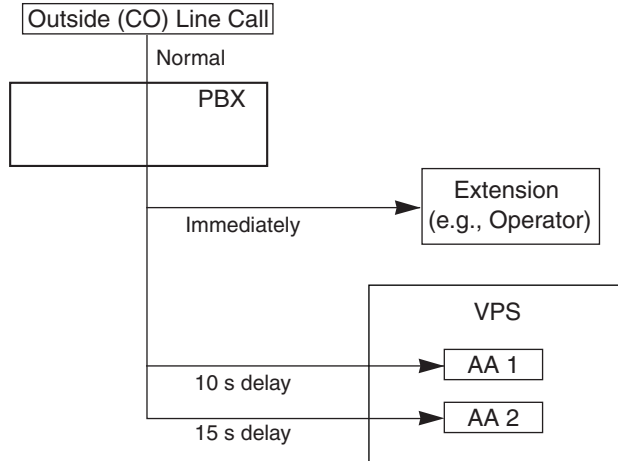 Outside (CO) Line Call
Normal
PBX
Extension
(e.g., Operator)
Immediately
VPS
AA 1
10 s delay
AA 2
15 s delay